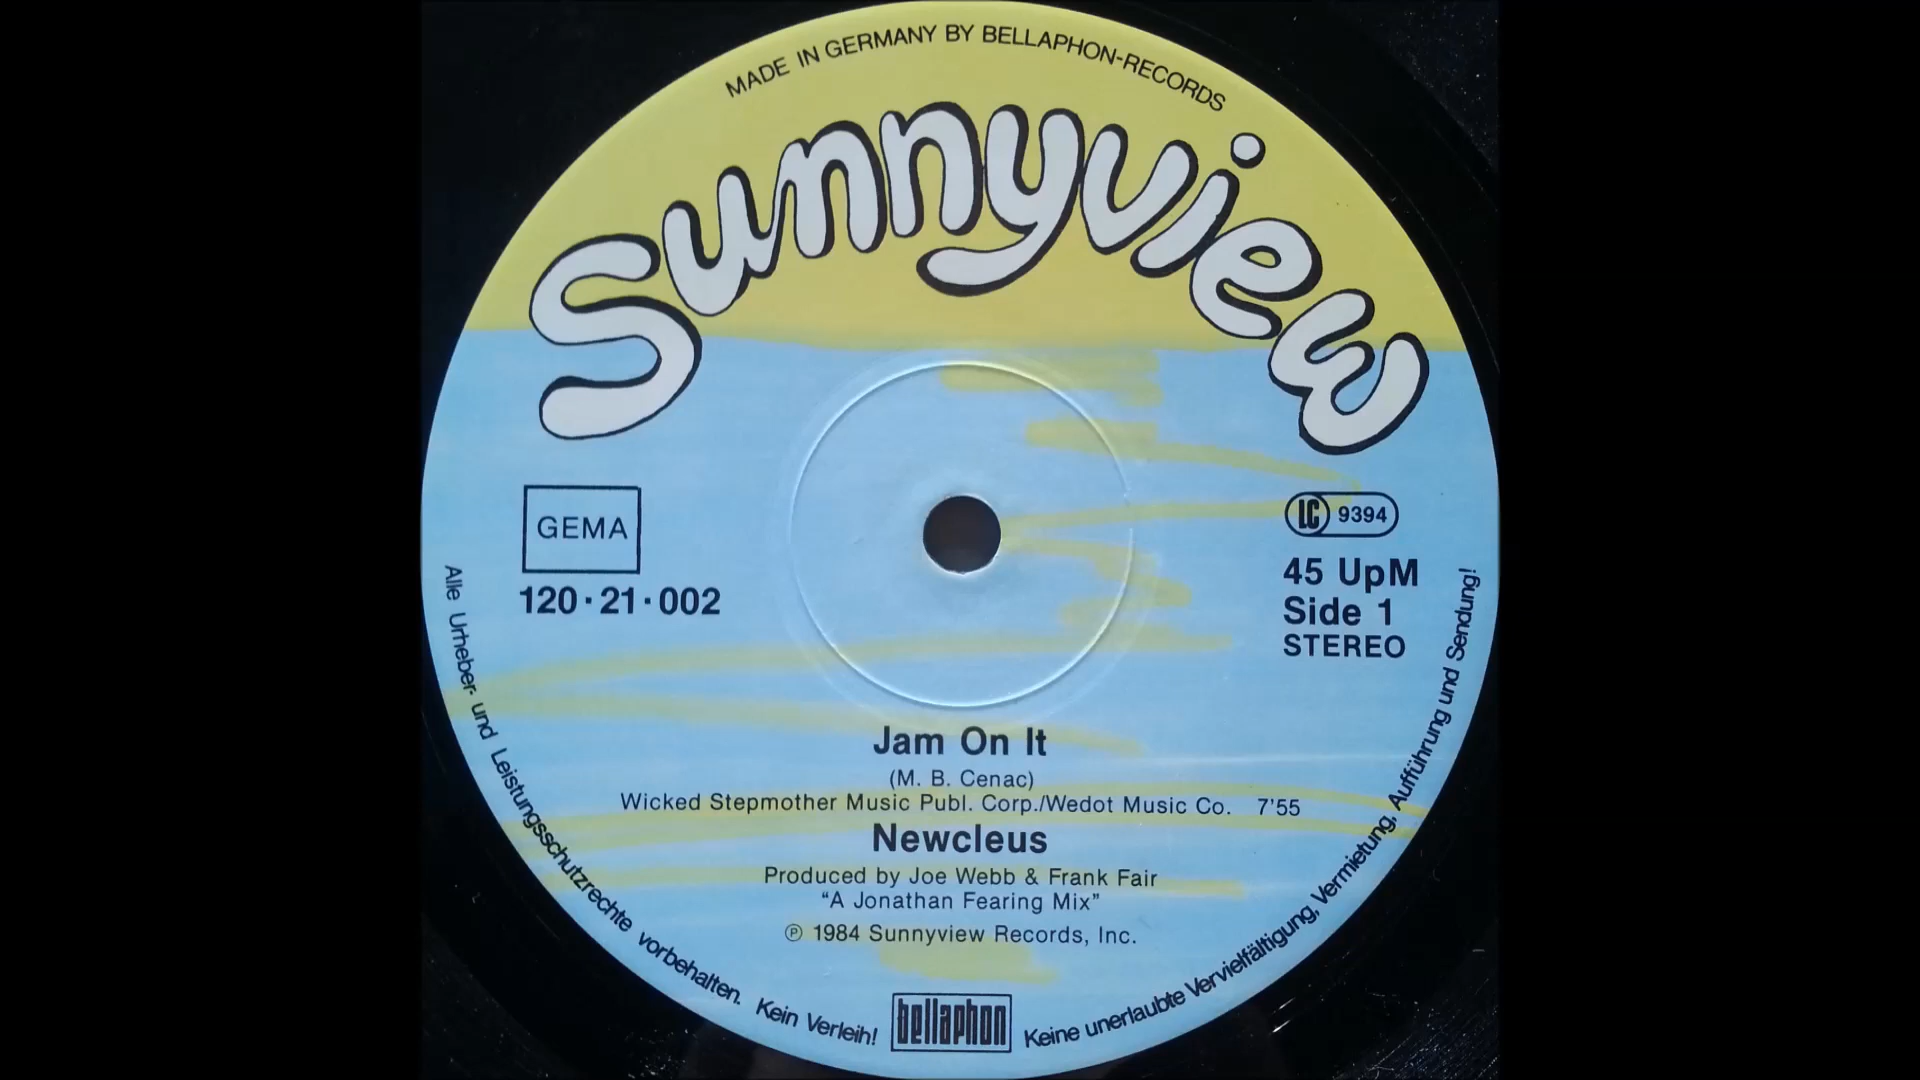 MADE IN GERMANY BY BELLAPHON-RECORDS
Sunnyview
GEMA
120·21·002
LC 9394
45 UpM
Side 1
STEREO
Jam On It
(M. B. Cenac)
Wicked Stepmother Music Publ. Corp./Wedot Music Co. 7'55
Newcleus
Produced by Joe Webb & Frank Fair
“A Jonathan Fearing Mix”
℗ 1984 Sunnyview Records, Inc.
Alle Urheber- und Leistungsschutzrechte vorbehalten. Kein Verleih!
bellaphon
Keine unerlaubte Vervielfältigung, Vermietung, Aufführung und Sendung!